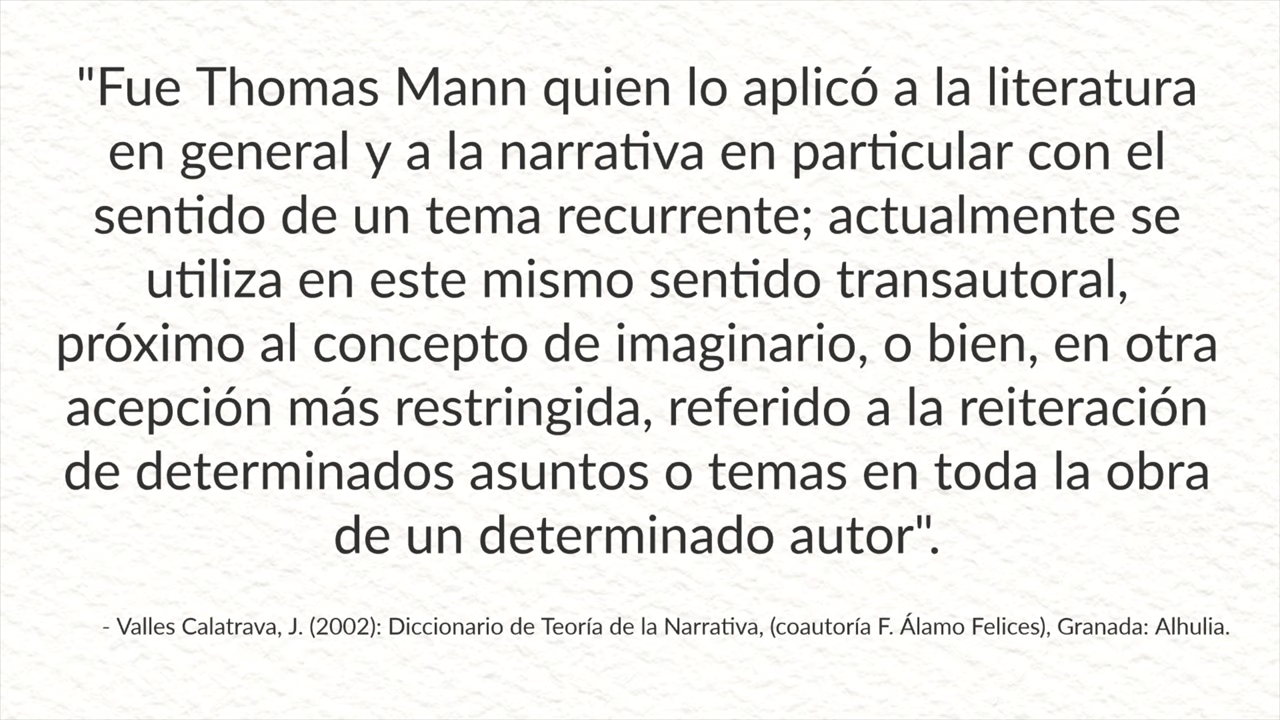 "Fue Thomas Mann quien lo aplicó a la literatura
en general y a la narrativa en particular con el
sentido de un tema recurrente; actualmente se
utiliza en este mismo sentido transautoral,
próximo al concepto de imaginario, o bien, en otra
acepción más restringida, referido a la reiteración
de determinados asuntos o temas en toda la obra
de un determinado autor".
- Valles Calatrava, J. (2002): Diccionario de Teoría de la Narrativa, (coautoría F. Álamo Felices), Granada: Alhulia.